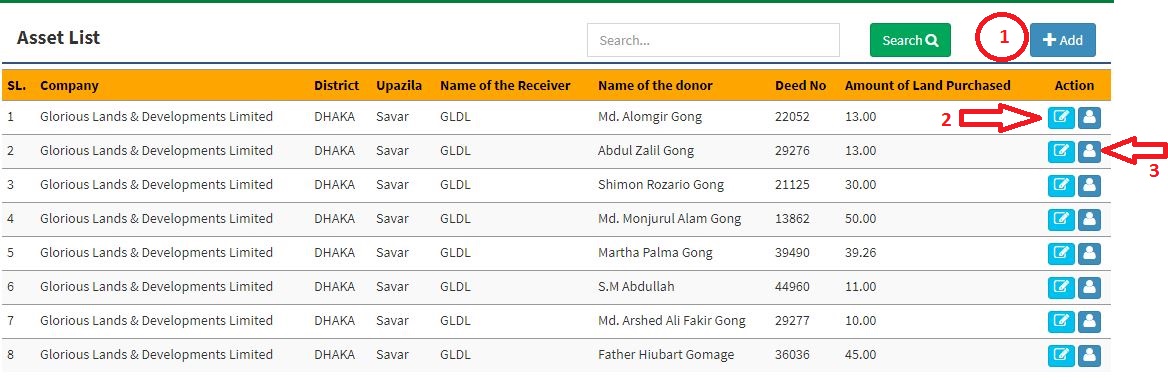 Asset List Search... Search 1 Add
SL. Company District Upazila Name of the Receiver Name of the donor Deed No Amount of Land Purchased Action
1 Glorious Lands & Developments Limited DHAKA Savar GLDL Md. Alomgir Gong 22052 13.00 2
2 Glorious Lands & Developments Limited DHAKA Savar GLDL Abdul Zalil Gong 29276 13.00
3
3 Glorious Lands & Developments Limited DHAKA Savar GLDL Shimon Rozario Gong 21125 30.00
4 Glorious Lands & Developments Limited DHAKA Savar GLDL Md. Monjurul Alam Gong 13862 50.00
5 Glorious Lands & Developments Limited DHAKA Savar GLDL Martha Palma Gong 39490 39.26
6 Glorious Lands & Developments Limited DHAKA Savar GLDL S.M Abdullah 44960 11.00
7 Glorious Lands & Developments Limited DHAKA Savar GLDL Md. Arshed Ali Fakir Gong 29277 10.00
8 Glorious Lands & Developments Limited DHAKA Savar GLDL Father Hiubart Gomage 36036 45.00